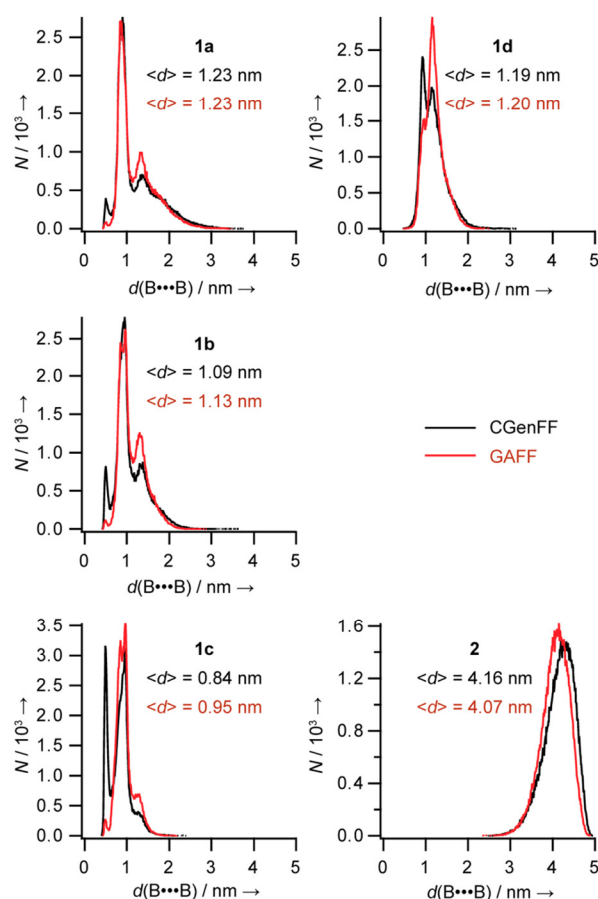 1a
<d> = 1.23 nm
<d> = 1.23 nm
N / 10³ →
2.5
2.0
1.5
1.0
0.5
0.0
0 1 2 3 4 5
d(B•••B) / nm →
1d
<d> = 1.19 nm
<d> = 1.20 nm
N / 10³ →
2.5
2.0
1.5
1.0
0.5
0.0
0 1 2 3 4 5
d(B•••B) / nm →
1b
<d> = 1.09 nm
<d> = 1.13 nm
N / 10³ →
2.5
2.0
1.5
1.0
0.5
0.0
0 1 2 3 4 5
d(B•••B) / nm →
CGenFF
GAFF
1c
<d> = 0.84 nm
<d> = 0.95 nm
N / 10³ →
3.5
3.0
2.5
2.0
1.5
1.0
0.5
0.0
0 1 2 3 4 5
d(B•••B) / nm →
2
<d> = 4.16 nm
<d> = 4.07 nm
N / 10³ →
1.6
1.2
0.8
0.4
0.0
0 1 2 3 4 5
d(B•••B) / nm →